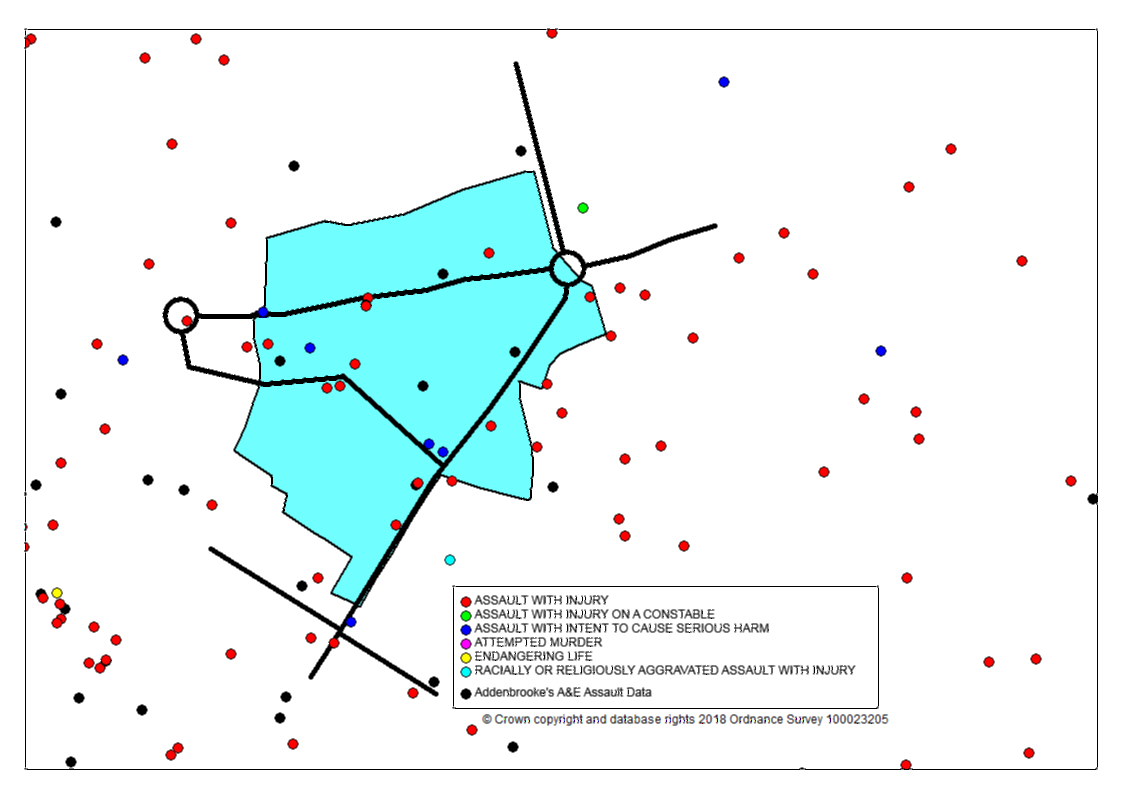 ASSAULT WITH INJURY
ASSAULT WITH INJURY ON A CONSTABLE
ASSAULT WITH INTENT TO CAUSE SERIOUS HARM
ATTEMPTED MURDER
ENDANGERING LIFE
RACIALLY OR RELIGIOUSLY AGGRAVATED ASSAULT WITH INJURY
Addenbrooke's A&E Assault Data
© Crown copyright and database rights 2018 Ordnance Survey 100023205